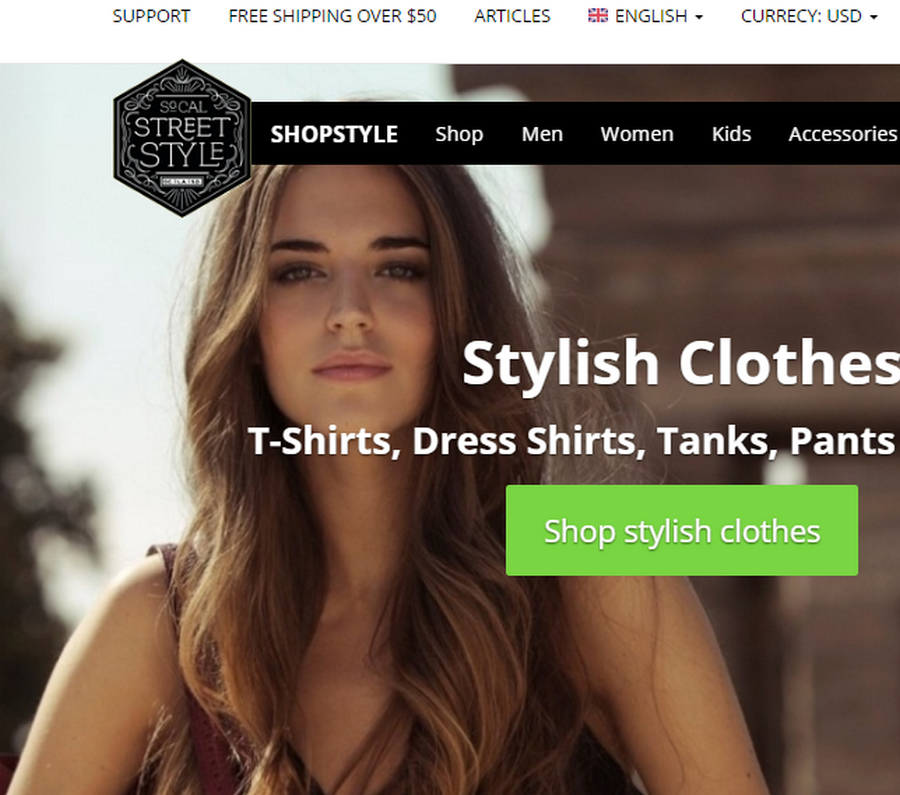 SUPPORT FREE SHIPPING OVER $50 ARTICLES ENGLISH CURRECY: USD
SOCAL
STREET
STYLE
SHOPSTYLE Shop Men Women Kids Accessories
Stylish Clothes
T-Shirts, Dress Shirts, Tanks, Pants
Shop stylish clothes